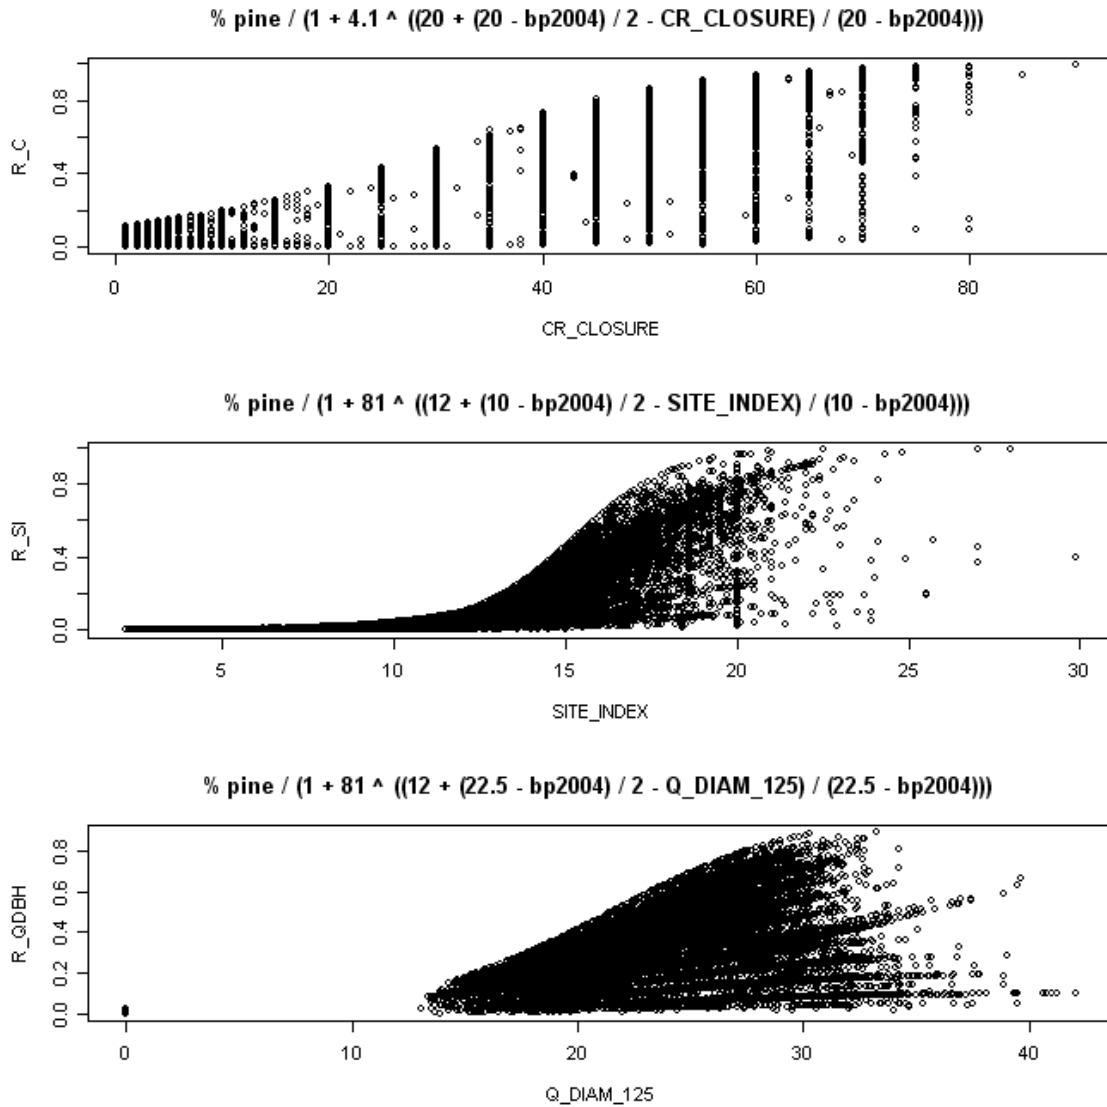 % pine / (1 + 4.1 ^ ((20 + (20 - bp2004) / 2 - CR_CLOSURE) / (20 - bp2004)))
R_C
0.0 0.4 0.8
0 20 40 60 80
CR_CLOSURE
% pine / (1 + 81 ^ ((12 + (10 - bp2004) / 2 - SITE_INDEX) / (10 - bp2004)))
R_SI
0.0 0.4 0.8
5 10 15 20 25 30
SITE_INDEX
% pine / (1 + 81 ^ ((12 + (22.5 - bp2004) / 2 - Q_DIAM_125) / (22.5 - bp2004)))
R_QDBH
0.0 0.2 0.4 0.6 0.8
0 10 20 30 40
Q_DIAM_125